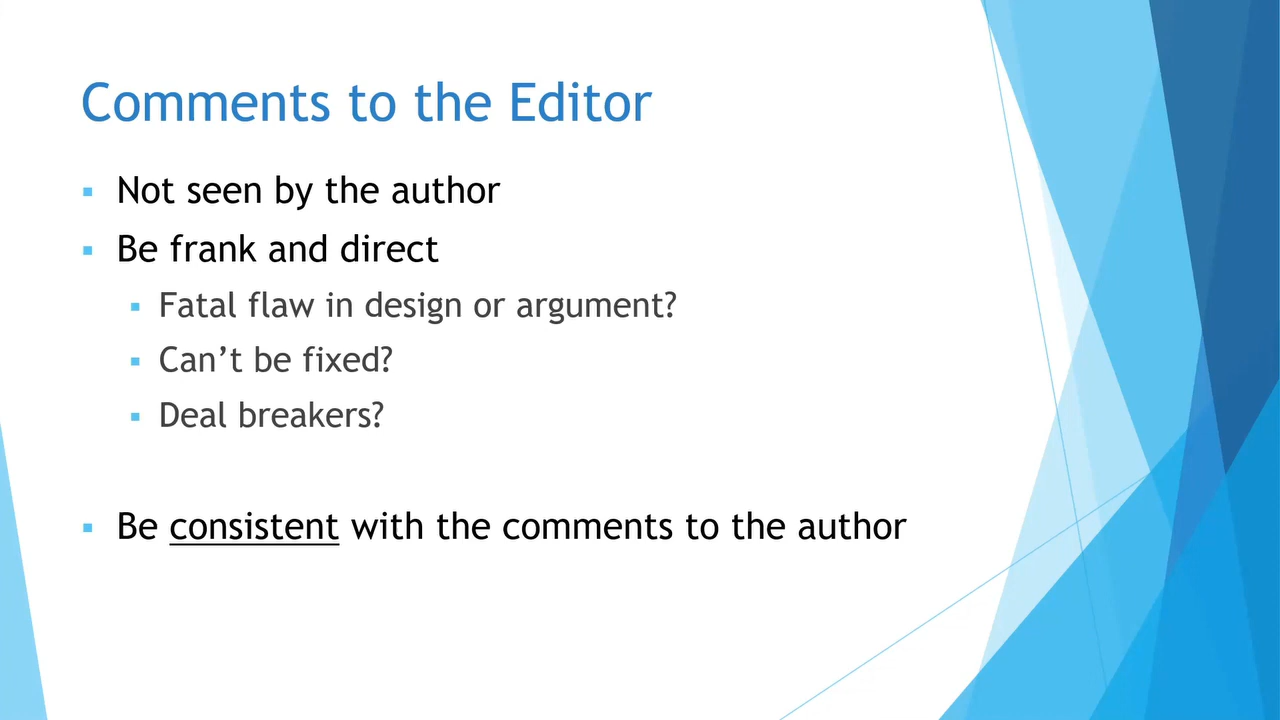 Comments to the Editor
Not seen by the author
Be frank and direct
Fatal flaw in design or argument?
Can’t be fixed?
Deal breakers?
Be consistent with the comments to the author